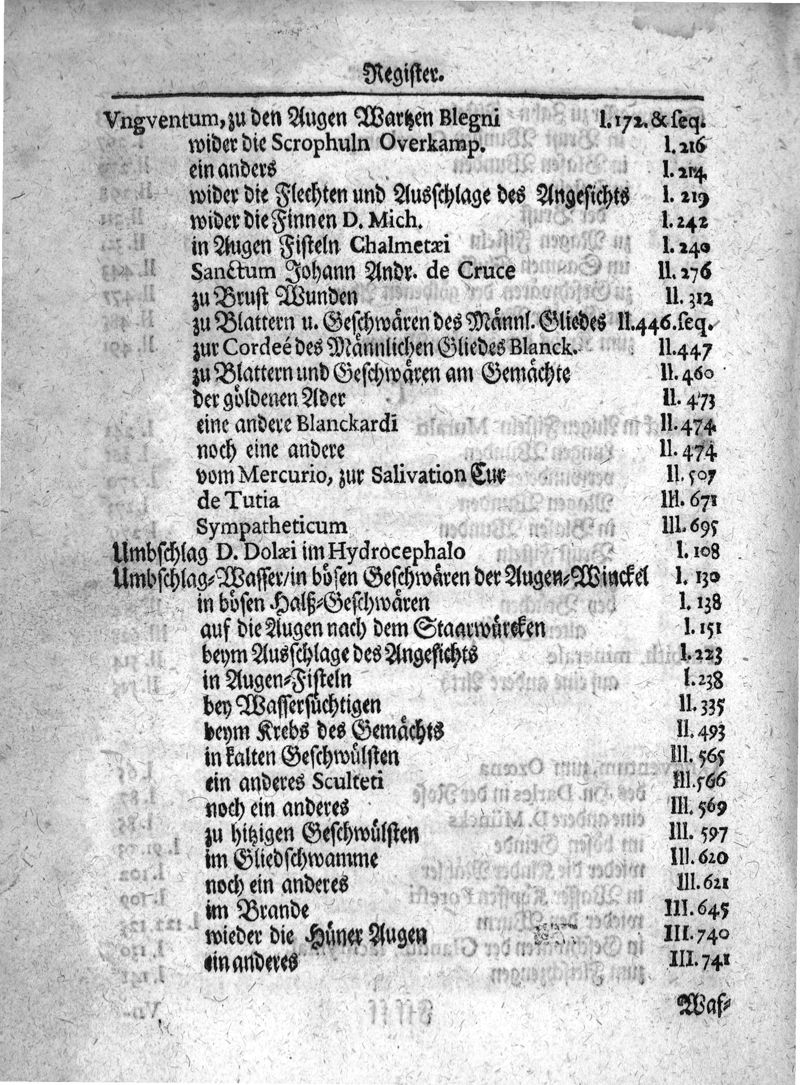 Register.
Vngventum, zu den Augen Wartzen Blegni I. 172. & seq.
wider die Scrophuln Overkamp. I. 216
ein anders I. 214
wider die Flechten und Ausschlage des Angesichts I. 219
wider die Finnen D. Mich. I. 242
in Augen Fisteln Chalmetæi I. 240
Sanctum Johann Andr. de Cruce II. 276
zu Brust Wunden II. 312
zu Blattern u. Geschwären des Männl. Gliedes II. 446. seq.
zur Cordeé des Männlichen Gliedes Blanck. II. 447
zu Blattern und Geschwären am Gemächte II. 460
der göldenen Ader II. 473
eine andere Blanckardi II. 474
noch eine andere II. 474
vom Mercurio, zur Salivation Cur II. 507
de Tutia III. 671
Sympatheticum III. 695
Umbschlag D. Dolæi im Hydrocephalo I. 108
Umbschlag-Wasser/in bösen Geschwären der Augen-Winckel I. 130
in bösen Halß-Geschwären I. 138
auf die Augen nach dem Staarwürcken I. 151
beym Ausschlage des Angesichts I. 223
in Augen-Fisteln I. 238
bey Wassersüchtigen II. 335
beym Krebs des Gemächts II. 493
in kalten Geschwülsten III. 565
ein anderes Sculteti III. 566
noch ein anderes III. 569
zu hitzigen Geschwülsten III. 597
im Gliedschwamme III. 620
noch ein anderes III. 621
im Brande III. 645
wieder die Hüner Augen III. 740
ein anderes III. 741
Was-